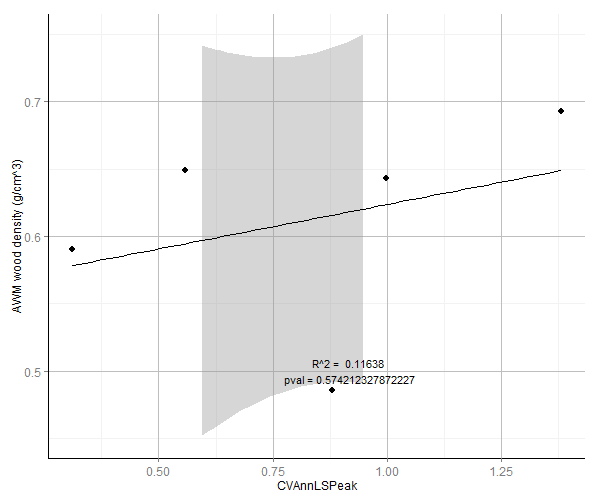 AWM wood density (g/cm^3)
0.7
0.6
0.5
R^2 =  0.11638
pval = 0.574212327872227
0.50
0.75
1.00
1.25
CVAnnLSPeak